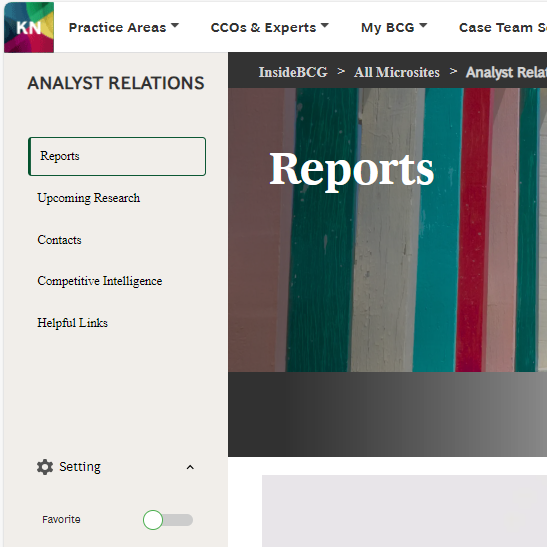 KN Practice Areas CCOs & Experts My BCG Case Team S
ANALYST RELATIONS
InsideBCG > All Microsites > Analyst Relat
Reports
Reports
Upcoming Research
Contacts
Competitive Intelligence
Helpful Links
Setting
Favorite